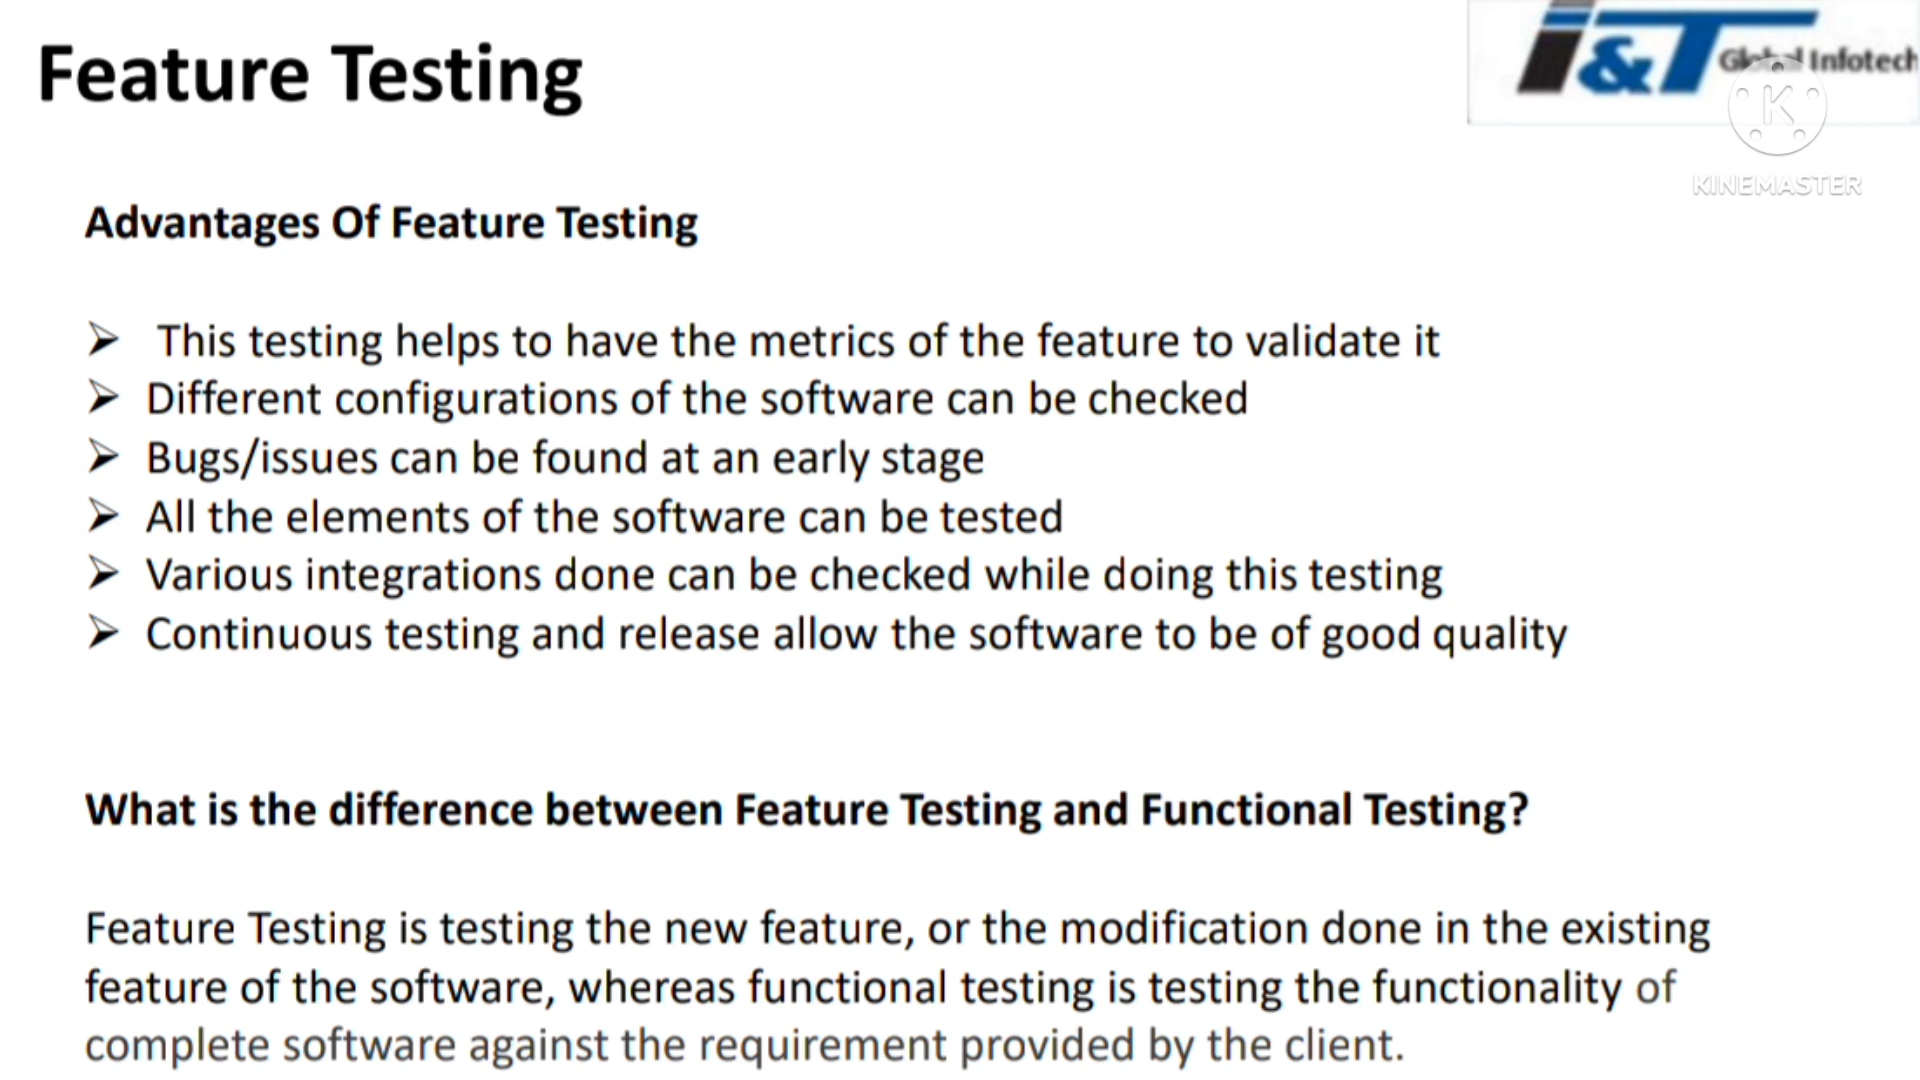 Feature Testing
I&T Global Infotech
K
KINEMASTER
Advantages Of Feature Testing
This testing helps to have the metrics of the feature to validate it
Different configurations of the software can be checked
Bugs/issues can be found at an early stage
All the elements of the software can be tested
Various integrations done can be checked while doing this testing
Continuous testing and release allow the software to be of good quality
What is the difference between Feature Testing and Functional Testing?
Feature Testing is testing the new feature, or the modification done in the existing
feature of the software, whereas functional testing is testing the functionality of
complete software against the requirement provided by the client.